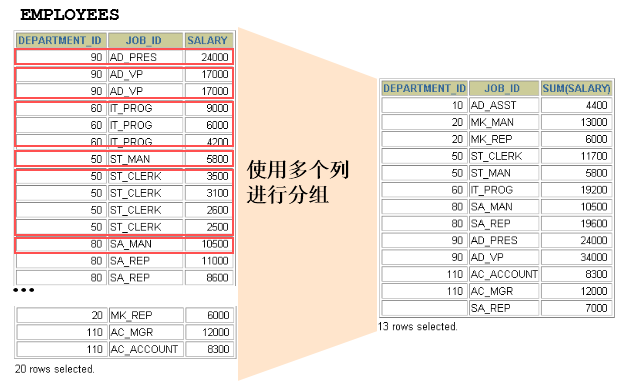 EMPLOYEES
DEPARTMENT_ID JOB_ID SALARY
90 AD_PRES 24000
90 AD_VP 17000
90 AD_VP 17000
60 IT_PROG 9000
60 IT_PROG 6000
60 IT_PROG 4200
50 ST_MAN 5800
50 ST_CLERK 3500
50 ST_CLERK 3100
50 ST_CLERK 2600
50 ST_CLERK 2500
80 SA_MAN 10500
80 SA_REP 11000
80 SA_REP 8600
•••
20 MK_REP 6000
110 AC_MGR 12000
110 AC_ACCOUNT 8300
20 rows selected.
使用多个列
进行分组
DEPARTMENT_ID JOB_ID SUM(SALARY)
10 AD_ASST 4400
20 MK_MAN 13000
20 MK_REP 6000
50 ST_CLERK 11700
50 ST_MAN 5800
60 IT_PROG 19200
80 SA_MAN 10500
80 SA_REP 19600
90 AD_PRES 24000
90 AD_VP 34000
110 AC_ACCOUNT 8300
110 AC_MGR 12000
SA_REP 7000
13 rows selected.